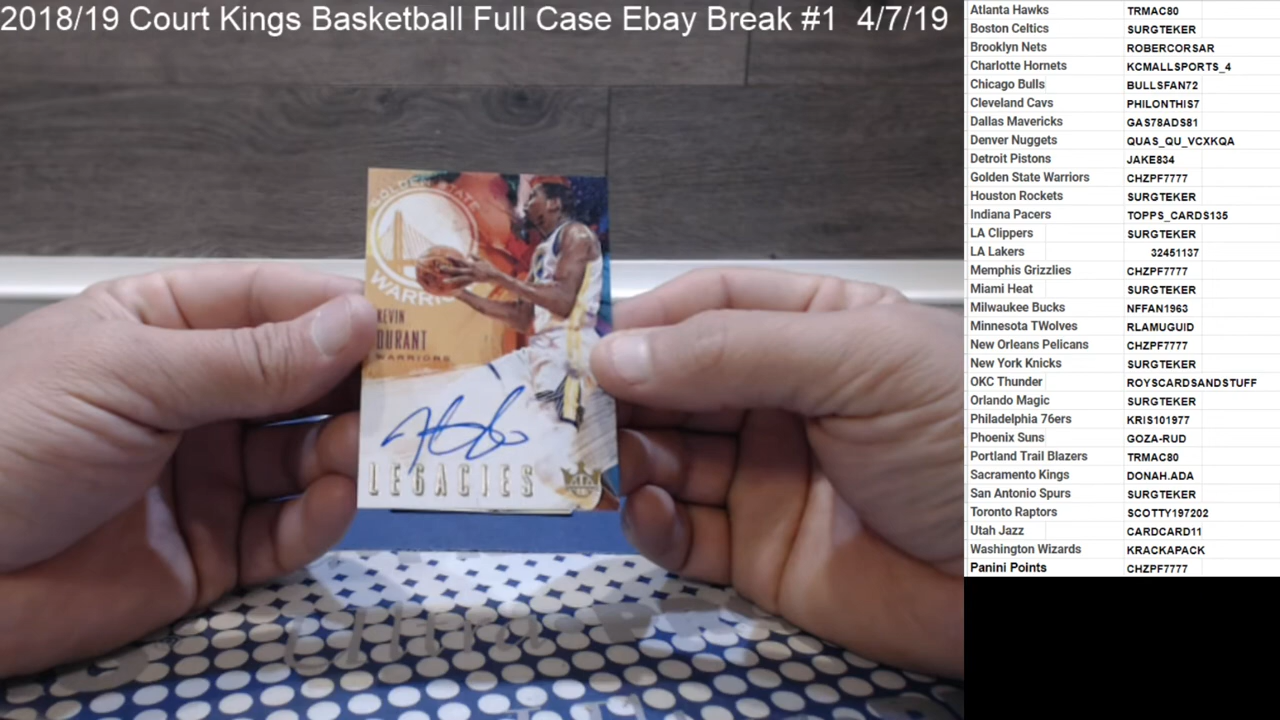 2018/19 Court Kings Basketball Full Case Ebay Break #1 4/7/19
GOLDEN STATE
WARRIO
KEVIN
DURANT
WARRIORS
LEGACIES
Ultra PRO
Atlanta Hawks TRMAC80
Boston Celtics SURGTEKER
Brooklyn Nets ROBERCORSAR
Charlotte Hornets KCMALLSPORTS_4
Chicago Bulls BULLSFAN72
Cleveland Cavs PHILONTHIS7
Dallas Mavericks GAS78ADS81
Denver Nuggets QUAS_QU_VCXKQA
Detroit Pistons JAKE834
Golden State Warriors CHZPF7777
Houston Rockets SURGTEKER
Indiana Pacers TOPPS_CARDS135
LA Clippers SURGTEKER
LA Lakers 32451137
Memphis Grizzlies CHZPF7777
Miami Heat SURGTEKER
Milwaukee Bucks NFFAN1963
Minnesota TWolves RLAMUGUID
New Orleans Pelicans CHZPF7777
New York Knicks SURGTEKER
OKC Thunder ROYSCARDSANDSTUFF
Orlando Magic SURGTEKER
Philadelphia 76ers KRIS101977
Phoenix Suns GOZA-RUD
Portland Trail Blazers TRMAC80
Sacramento Kings DONAH.ADA
San Antonio Spurs SURGTEKER
Toronto Raptors SCOTTY197202
Utah Jazz CARDCARD11
Washington Wizards KRACKAPACK
Panini Points CHZPF7777